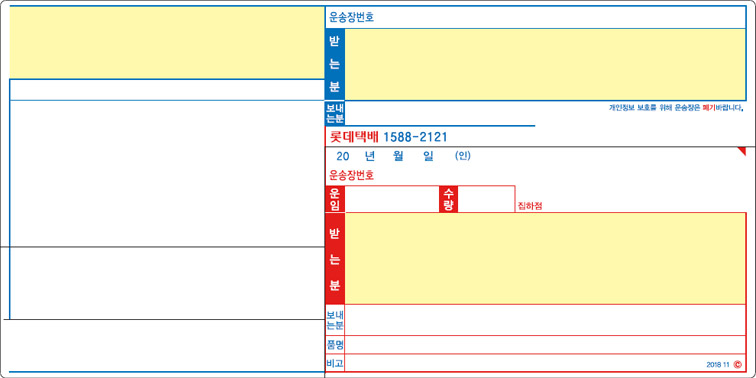 운송장번호
받는분
보내는분
개인정보 보호를 위해 운송장은 폐기바랍니다.
롯데택배 1588-2121
20 년 월 일 (인)
운송장번호
운임
수량
집하점
받는분
보내는분
품명
비고
2018 11 ©